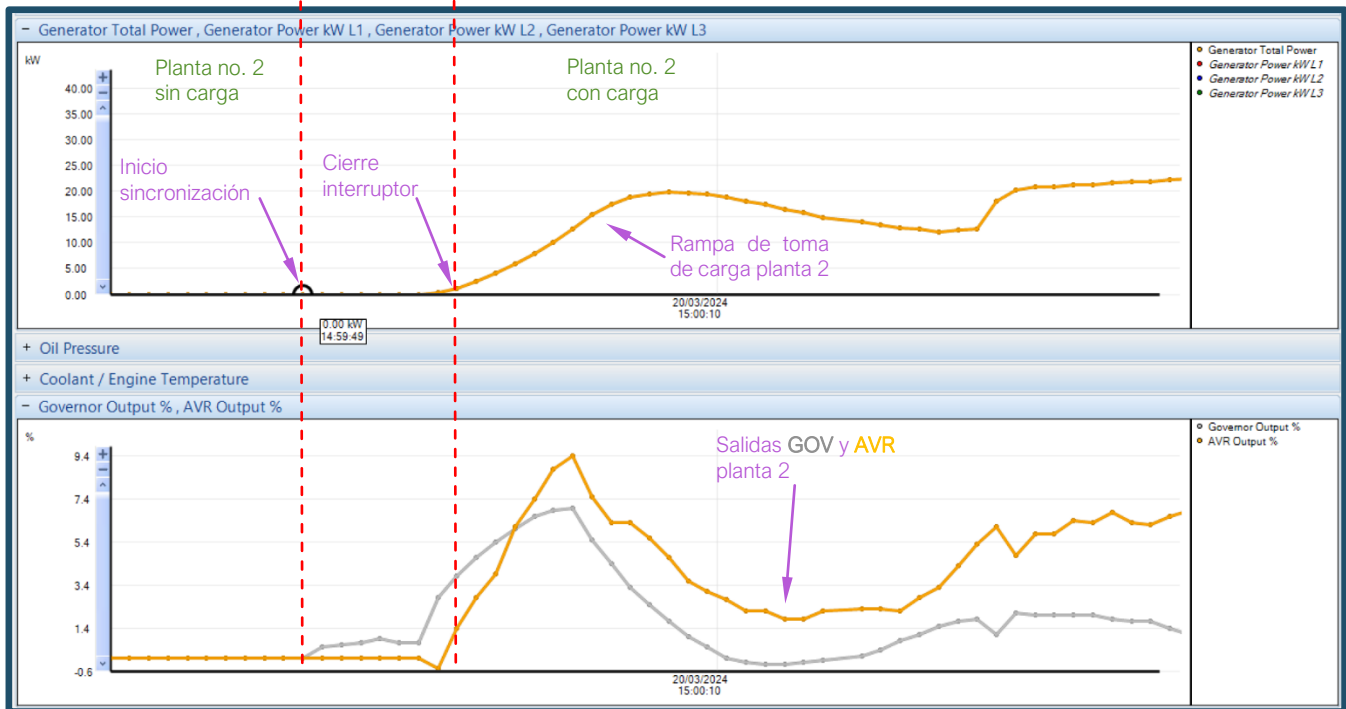 − Generator Total Power , Generator Power kW L1 , Generator Power kW L2 , Generator Power kW L3
kW
40.00
35.00
30.00
25.00
20.00
15.00
10.00
5.00
0.00
Planta no. 2
sin carga
Planta no. 2
con carga
Inicio
sincronización
Cierre
interruptor
Rampa de toma
de carga planta 2
0.00 kW
14:59:49
20/03/2024
15:00:10
Generator Total Power
Generator Power kW L1
Generator Power kW L2
Generator Power kW L3
+ Oil Pressure
+ Coolant / Engine Temperature
− Governor Output % , AVR Output %
%
9.4
7.4
5.4
3.4
1.4
-0.6
Salidas GOV y AVR
planta 2
20/03/2024
15:00:10
Governor Output %
AVR Output %